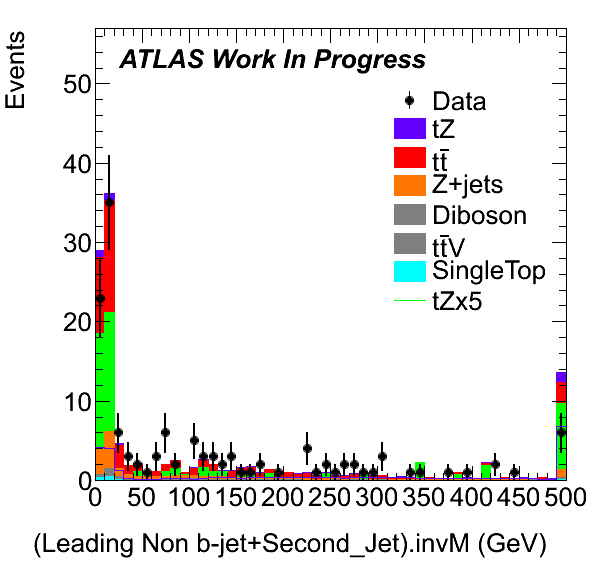 Events
ATLAS Work In Progress
50
40
30
20
10
0
Data
tZ
tt̄
Z+jets
Diboson
tt̄V
SingleTop
tZx5
0 50 100 150 200 250 300 350 400 450 500
(Leading Non b-jet+Second_Jet).invM (GeV)